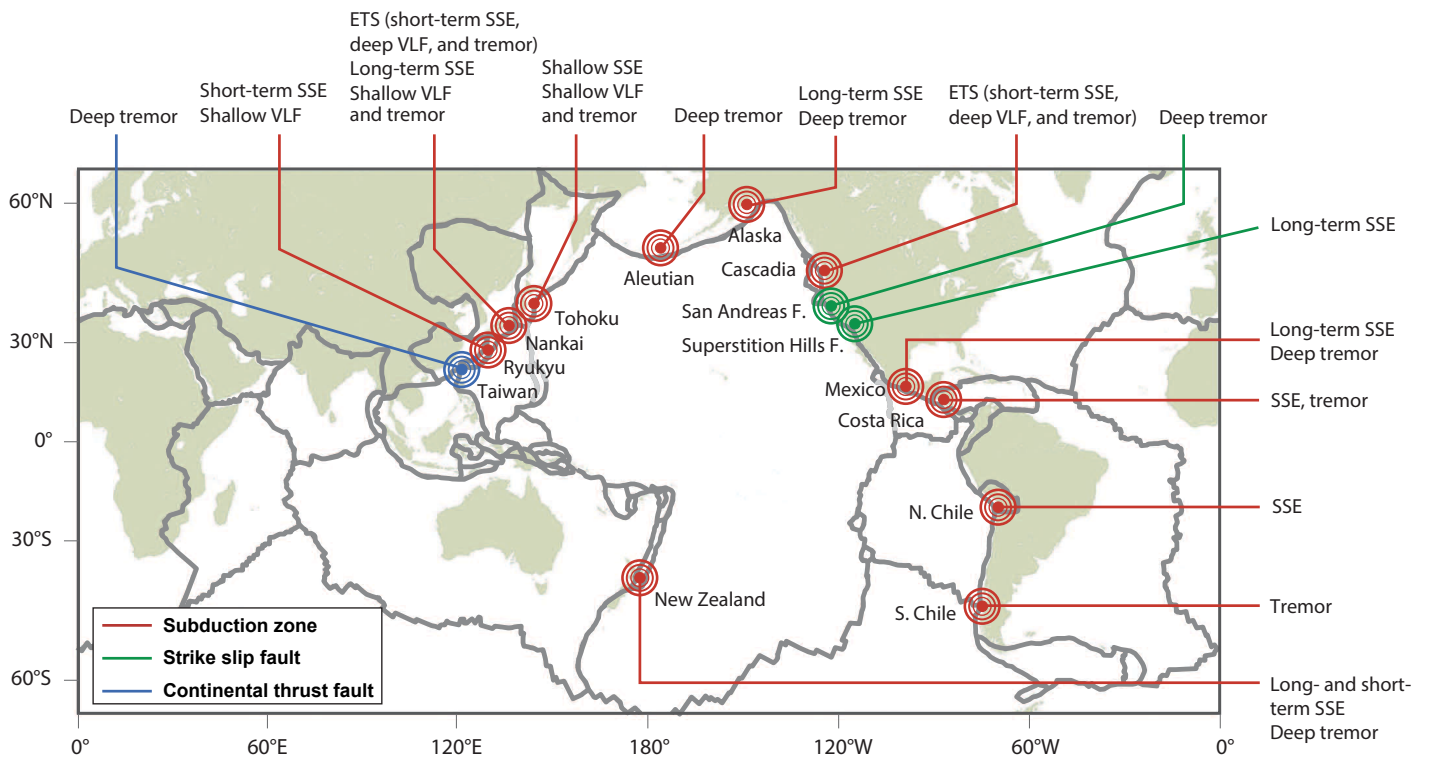 ETS (short-term SSE,
deep VLF, and tremor)
Long-term SSE
Shallow VLF
and tremor
Shallow SSE
Shallow VLF
and tremor
Short-term SSE
Shallow VLF
Deep tremor
Deep tremor
Long-term SSE
Deep tremor
ETS (short-term SSE,
deep VLF, and tremor)
Deep tremor
60°N
30°N
0°
30°S
60°S
Alaska
Aleutian
Cascadia
San Andreas F.
Superstition Hills F.
Tohoku
Nankai
Ryukyu
Taiwan
Mexico
Costa Rica
N. Chile
S. Chile
New Zealand
Long-term SSE
Long-term SSE
Deep tremor
SSE, tremor
SSE
Tremor
Long- and short-
term SSE
Deep tremor
Subduction zone
Strike slip fault
Continental thrust fault
0°
60°E
120°E
180°
120°W
60°W
0°